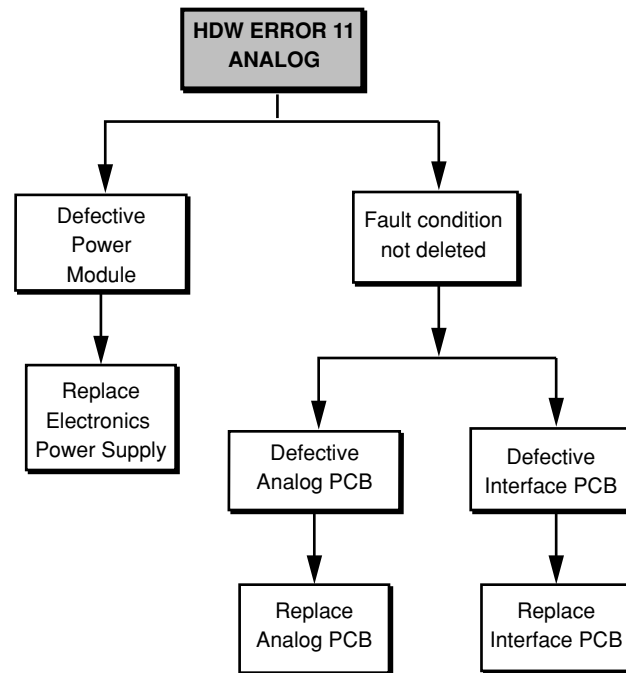 HDW ERROR 11
ANALOG
Defective
Power
Module
Fault condition
not deleted
Replace
Electronics
Power Supply
Defective
Analog PCB
Defective
Interface PCB
Replace
Analog PCB
Replace
Interface PCB